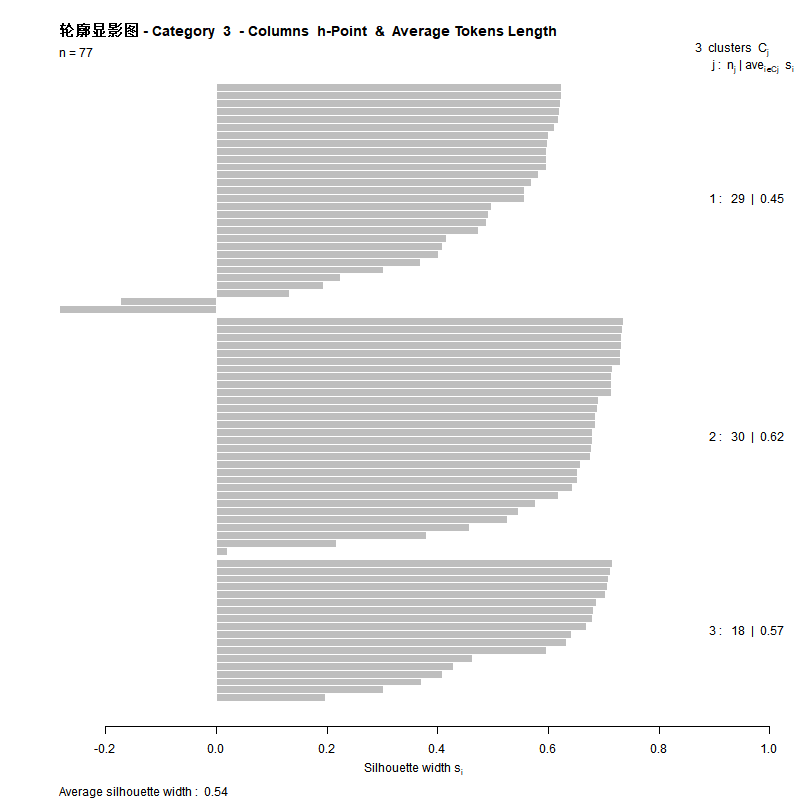 轮廓显影图 - Category 3 - Columns h-Point & Average Tokens Length
n = 77
3 clusters Cj
j : nj | avei∈Cj si
1 : 29 | 0.45
2 : 30 | 0.62
3 : 18 | 0.57
-0.2 0.0 0.2 0.4 0.6 0.8 1.0
Silhouette width si
Average silhouette width : 0.54